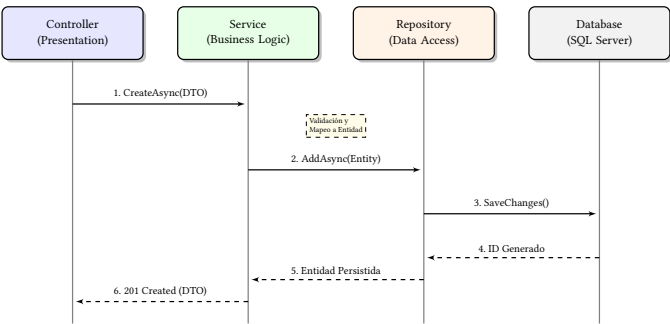 Controller
(Presentation)
Service
(Business Logic)
Repository
(Data Access)
Database
(SQL Server)
1. CreateAsync(DTO)
Validación y
Mapeo a Entidad
2. AddAsync(Entity)
3. SaveChanges()
4. ID Generado
5. Entidad Persistida
6. 201 Created (DTO)